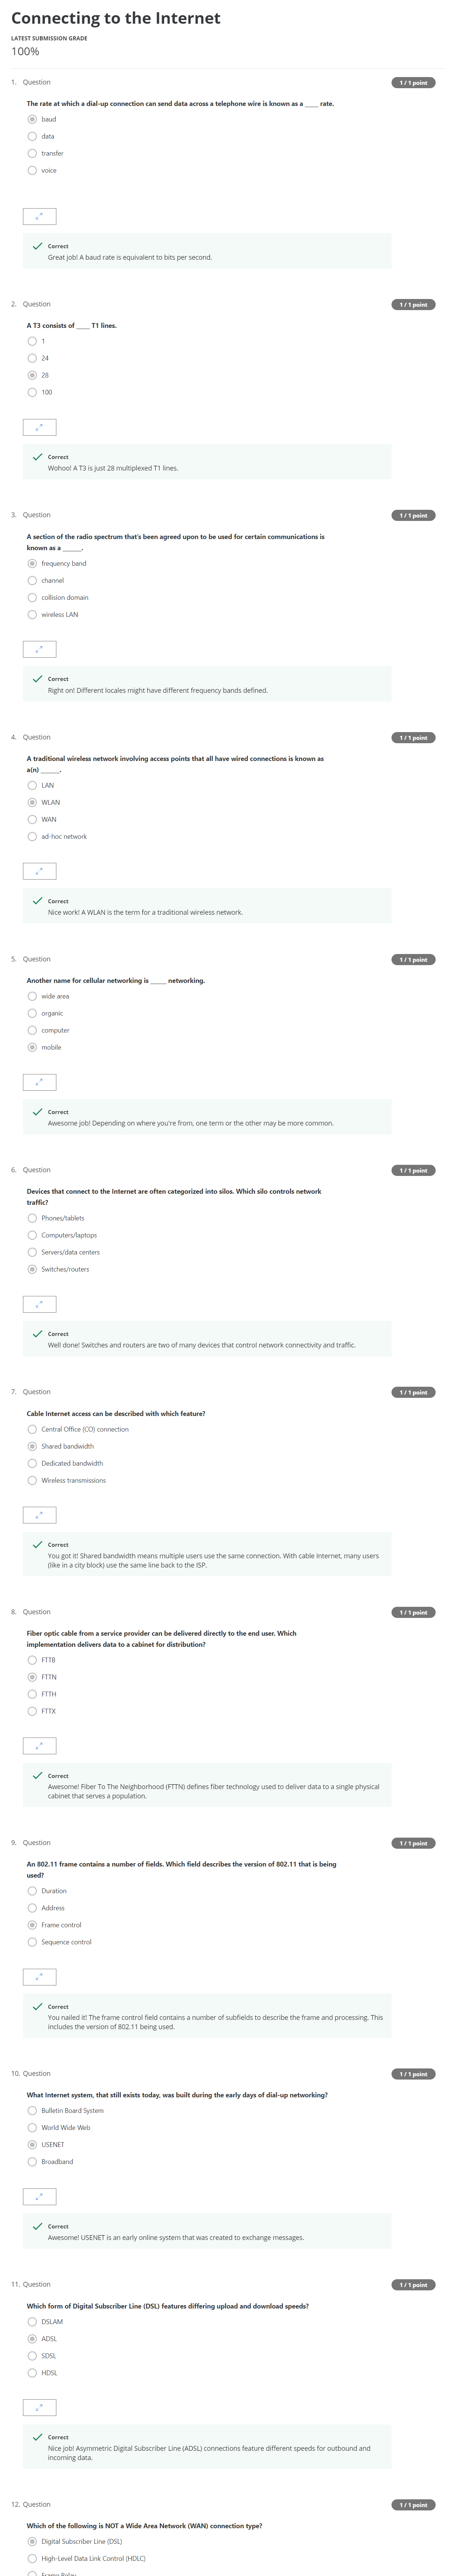 Connecting to the Internet
LATEST SUBMISSION GRADE
100%
1. Question
1 / 1 point
The rate at which a dial-up connection can send data across a telephone wire is known as a ____ rate.
baud
data
transfer
voice
Correct
Great job! A baud rate is equivalent to bits per second.
2. Question
1 / 1 point
A T3 consists of ____ T1 lines.
1
24
28
100
Correct
Wohoo! A T3 is just 28 multiplexed T1 lines.
3. Question
1 / 1 point
A section of the radio spectrum that's been agreed upon to be used for certain communications is
known as a ______.
frequency band
channel
collision domain
wireless LAN
Correct
Right on! Different locales might have different frequency bands defined.
4. Question
1 / 1 point
A traditional wireless network involving access points that all have wired connections is known as
a(n) ______.
LAN
WLAN
WAN
ad-hoc network
Correct
Nice work! A WLAN is the term for a traditional wireless network.
5. Question
1 / 1 point
Another name for cellular networking is _____ networking.
wide area
organic
computer
mobile
Correct
Awesome job! Depending on where you're from, one term or the other may be more common.
6. Question
1 / 1 point
Devices that connect to the Internet are often categorized into silos. Which silo controls network
traffic?
Phones/tablets
Computers/laptops
Servers/data centers
Switches/routers
Correct
Well done! Switches and routers are two of many devices that control network connectivity and traffic.
7. Question
1 / 1 point
Cable Internet access can be described with which feature?
Central Office (CO) connection
Shared bandwidth
Dedicated bandwidth
Wireless transmissions
Correct
You got it! Shared bandwidth means multiple users use the same connection. With cable Internet, many users
(like in a city block) use the same line back to the ISP.
8. Question
1 / 1 point
Fiber optic cable from a service provider can be delivered directly to the end user. Which
implementation delivers data to a cabinet for distribution?
FTTB
FTTN
FTTH
FTTX
Correct
Awesome! Fiber To The Neighborhood (FTTN) defines fiber technology used to deliver data to a single physical
cabinet that serves a population.
9. Question
1 / 1 point
An 802.11 frame contains a number of fields. Which field describes the version of 802.11 that is being
used?
Duration
Address
Frame control
Sequence control
Correct
You nailed it! The frame control field contains a number of subfields to describe the frame and processing. This
includes the version of 802.11 being used.
10. Question
1 / 1 point
What Internet system, that still exists today, was built during the early days of dial-up networking?
Bulletin Board System
World Wide Web
USENET
Broadband
Correct
Awesome! USENET is an early online system that was created to exchange messages.
11. Question
1 / 1 point
Which form of Digital Subscriber Line (DSL) features differing upload and download speeds?
DSLAM
ADSL
SDSL
HDSL
Correct
Nice job! Asymmetric Digital Subscriber Line (ADSL) connections feature different speeds for outbound and
incoming data.
12. Question
1 / 1 point
Which of the following is NOT a Wide Area Network (WAN) connection type?
Digital Subscriber Line (DSL)
High-Level Data Link Control (HDLC)
Frame Relay